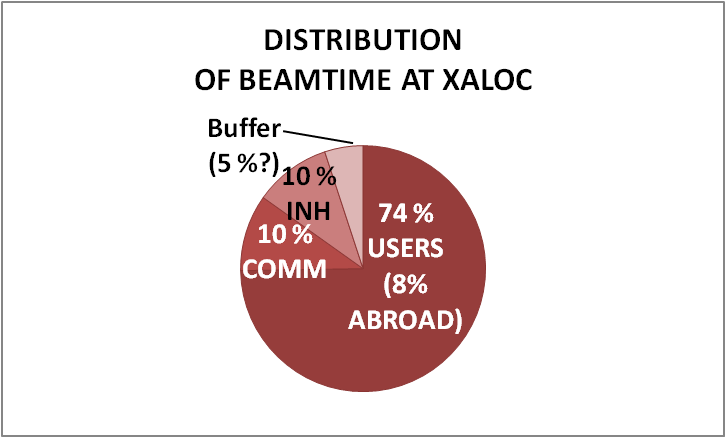 DISTRIBUTION
OF BEAMTIME AT XALOC
Buffer
(5 %?)
10 %
INH
10 %
COMM
74 %
USERS
(8%
ABROAD)